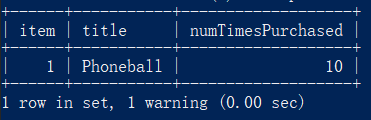 +------+-----------+-------------------+
| item | title | numTimesPurchased |
+------+-----------+-------------------+
| 1 | Phoneball | 10 |
+------+-----------+-------------------+
1 row in set, 1 warning (0.00 sec)